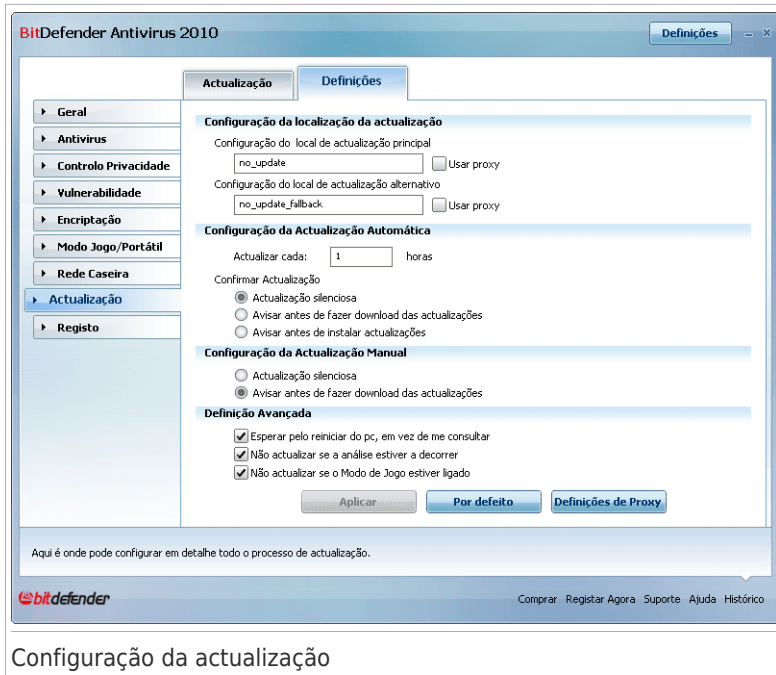 BitDefender Antivirus 2010
Definições
Actualização
Definições
Geral
Antivirus
Controlo Privacidade
Vulnerabilidade
Encriptação
Modo Jogo/Portátil
Rede Caseira
Actualização
Registo
Configuração da localização da actualização
Configuração do local de actualização principal
no_update
Usar proxy
Configuração do local de actualização alternativo
no_update_fallback
Usar proxy
Configuração da Actualização Automática
Actualizar cada: 1 horas
Confirmar Actualização
Actualização silenciosa
Avisar antes de fazer download das actualizações
Avisar antes de instalar actualizações
Configuração da Actualização Manual
Actualização silenciosa
Avisar antes de fazer download das actualizações
Definição Avançada
Esperar pelo reiniciar do pc, em vez de me consultar
Não actualizar se a análise estiver a decorrer
Não actualizar se o Modo de Jogo estiver ligado
Aplicar
Por defeito
Definições de Proxy
Aqui é onde pode configurar em detalhe todo o processo de actualização.
bitdefender
Comprar Registar Agora Suporte Ajuda Histórico
Configuração da actualização